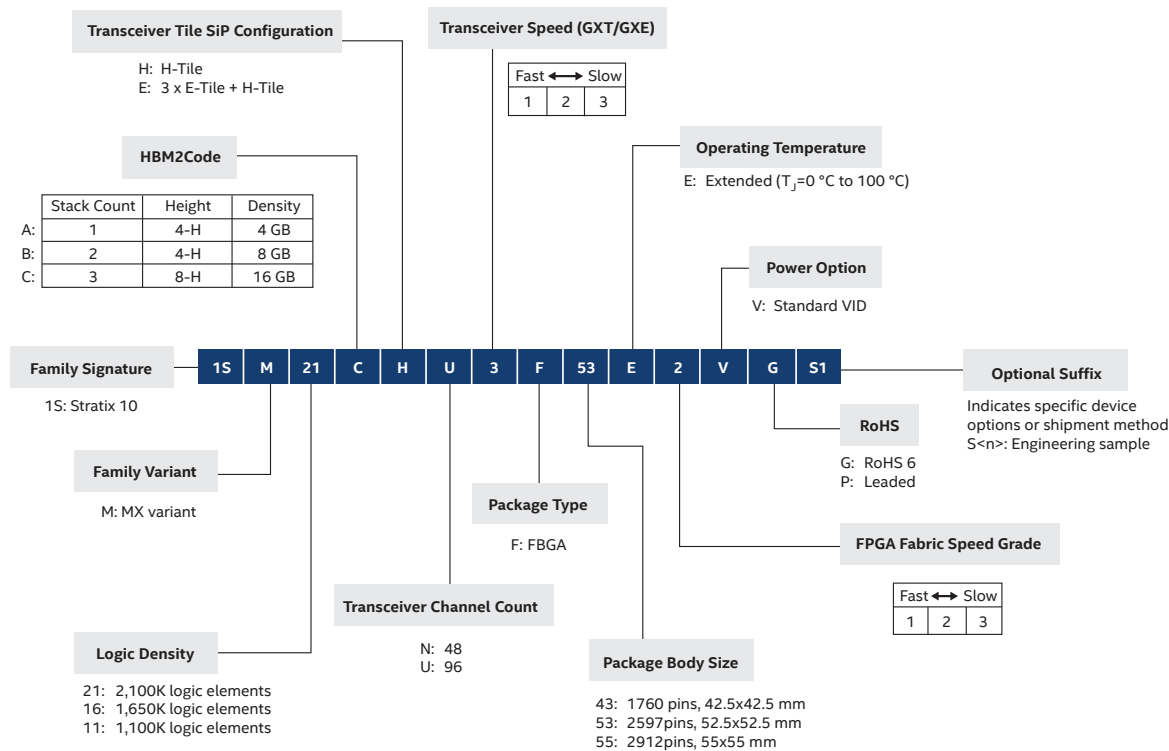 Transceiver Tile SiP Configuration
H: H-Tile
E: 3 x E-Tile + H-Tile
Transceiver Speed (GXT/GXE)
Fast ⟷ Slow
1 2 3
HBM2Code
Stack Count Height Density
A: 1 4-H 4 GB
B: 2 4-H 8 GB
C: 3 8-H 16 GB
Operating Temperature
E: Extended (TJ=0 °C to 100 °C)
Power Option
V: Standard VID
Family Signature
1S: Stratix 10
1S M 21 C H U 3 F 53 E 2 V G S1
Optional Suffix
Indicates specific device
options or shipment method
S<n>: Engineering sample
RoHS
G: RoHS 6
P: Leaded
Family Variant
M: MX variant
Package Type
F: FBGA
FPGA Fabric Speed Grade
Fast ⟷ Slow
1 2 3
Transceiver Channel Count
N: 48
U: 96
Logic Density
21: 2,100K logic elements
16: 1,650K logic elements
11: 1,100K logic elements
Package Body Size
43: 1760 pins, 42.5x42.5 mm
53: 2597pins, 52.5x52.5 mm
55: 2912pins, 55x55 mm